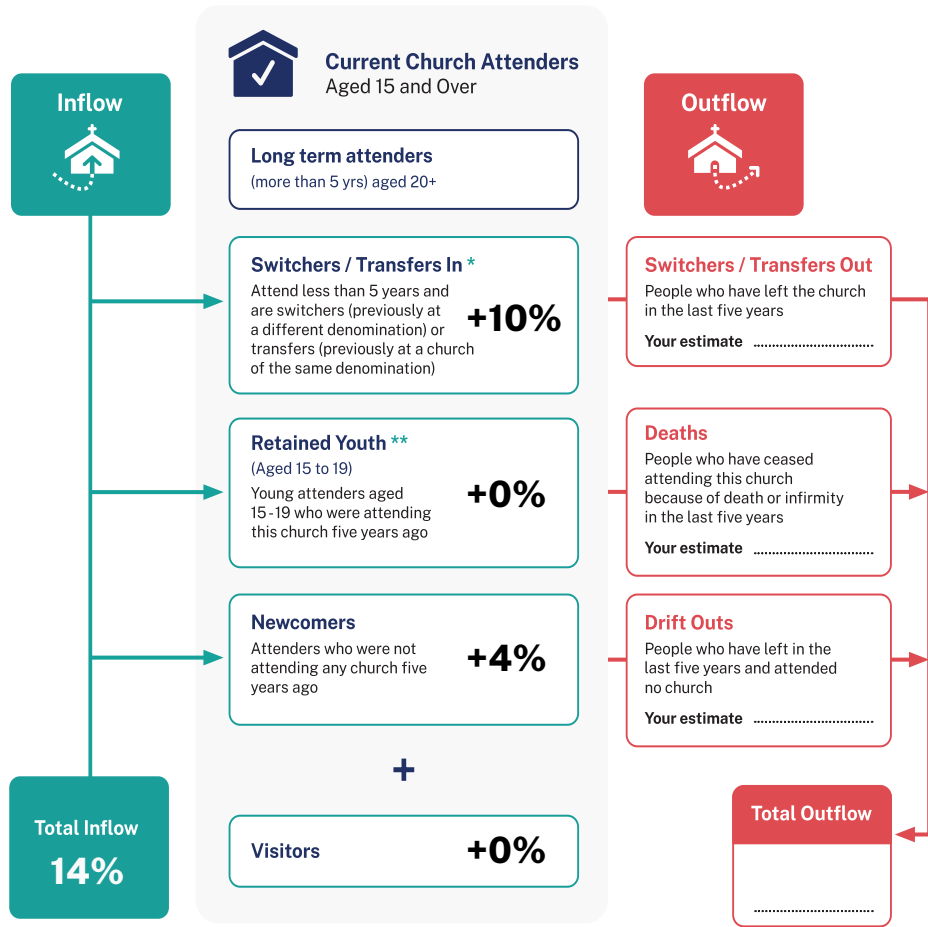 Inflow
Current Church Attenders
Aged 15 and Over
Outflow
Long term attenders
(more than 5 yrs) aged 20+
Switchers / Transfers In *
Attend less than 5 years and
are switchers (previously at
a different denomination) or
transfers (previously at a church
of the same denomination)
+10%
Switchers / Transfers Out
People who have left the church
in the last five years
Your estimate ................................
Retained Youth **
(Aged 15 to 19)
Young attenders aged
15-19 who were attending
this church five years ago
+0%
Deaths
People who have ceased
attending this church
because of death or infirmity
in the last five years
Your estimate ................................
Newcomers
Attenders who were not
attending any church five
years ago
+4%
Drift Outs
People who have left in the
last five years and attended
no church
Your estimate ................................
+
Total Inflow
14%
Visitors
+0%
Total Outflow
................................